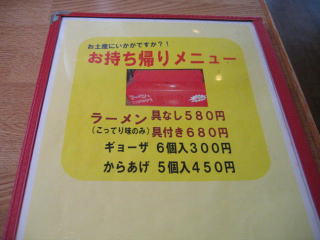 お土産にいかがですか?!
お持ち帰りメニュー
ラーメン 具なし580円
(こってり味のみ) 具付き680円
ギョーザ 6個入300円
からあげ 5個入450円